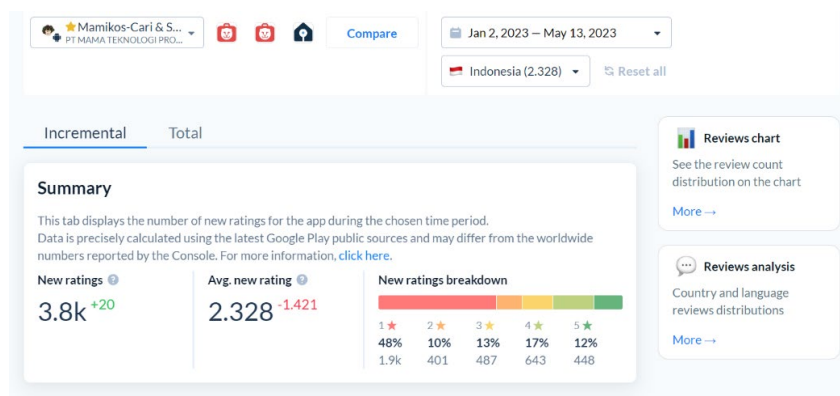 Mamikos-Cari & S...
PT MAMA TEKNOLOGI PRO...
Compare
Jan 2, 2023 — May 13, 2023
Indonesia (2.328)
Reset all
Incremental
Total
Summary
This tab displays the number of new ratings for the app during the chosen time period.
Data is precisely calculated using the latest Google Play public sources and may differ from the worldwide
numbers reported by the Console. For more information, click here.
New ratings
3.8k +20
Avg. new rating
2.328 -1.421
New ratings breakdown
1★ 2★ 3★ 4★ 5★
48% 10% 13% 17% 12%
1.9k 401 487 643 448
Reviews chart
See the review count
distribution on the chart
More →
Reviews analysis
Country and language
reviews distributions
More →